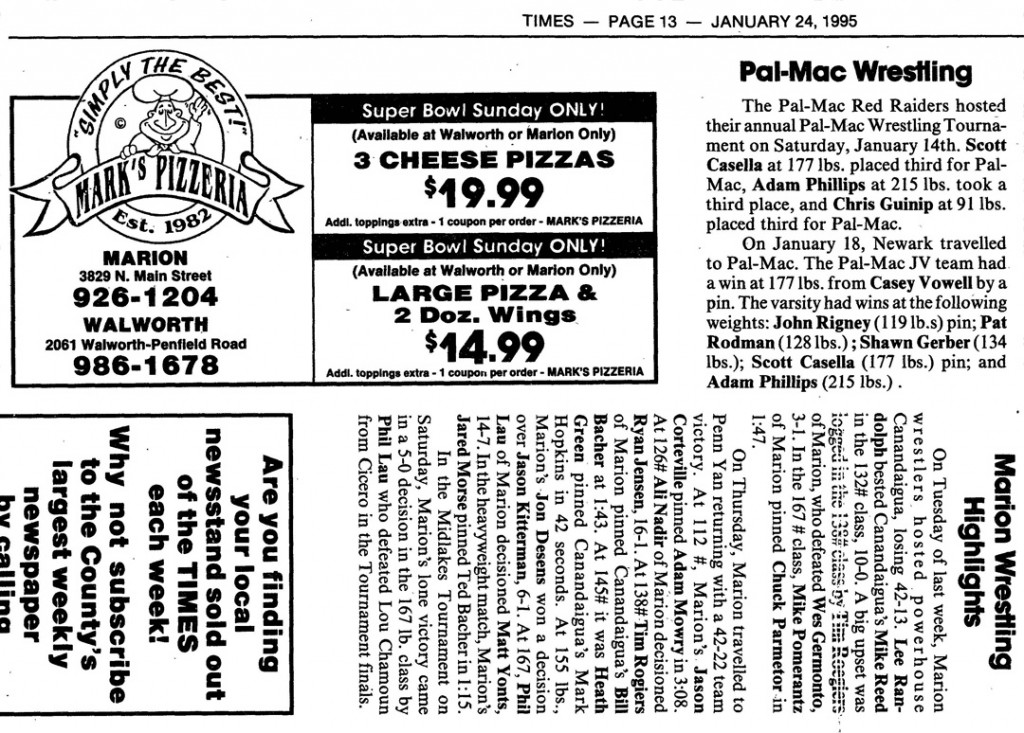 TIMES — PAGE 13 — JANUARY 24, 1995
"SIMPLY THE BEST!"
©
MARK'S PIZZERIA
Est. 1982
MARION
3829 N. Main Street
926-1204
WALWORTH
2061 Walworth-Penfield Road
986-1678
Super Bowl Sunday ONLY!
(Available at Walworth or Marion Only)
3 CHEESE PIZZAS
$19.99
Addl. toppings extra - 1 coupon per order - MARK'S PIZZERIA
Super Bowl Sunday ONLY!
(Available at Walworth or Marion Only)
LARGE PIZZA &
2 Doz. Wings
$14.99
Addl. toppings extra - 1 coupon per order - MARK'S PIZZERIA
Pal-Mac Wrestling
The Pal-Mac Red Raiders hosted
their annual Pal-Mac Wrestling Tourna-
ment on Saturday, January 14th. Scott
Casella at 177 lbs. placed third for Pal-
Mac, Adam Phillips at 215 lbs. took a
third place, and Chris Guinip at 91 lbs.
placed third for Pal-Mac.
On January 18, Newark travelled
to Pal-Mac. The Pal-Mac JV team had
a win at 177 lbs. from Casey Vowell by a
pin. The varsity had wins at the following
weights: John Rigney (119 lb.s) pin; Pat
Rodman (128 lbs.) ; Shawn Gerber (134
lbs.); Scott Casella (177 lbs.) pin; and
Adam Phillips (215 lbs.) .
Marion Wrestling
Highlights
On Tuesday of last week, Marion
wrestlers hosted powerhouse
Canandaigua, losing 42-13. Lee Ran-
dolph bested Canandaigua's Mike Reed
in the 132# class, 10-0. A big upset was
logged in the 138# class by Tim Roegiers
of Marion, who defeated Wes Germonto,
3-1. In the 167# class, Mike Pomerantz
of Marion pinned Chuck Parmetor in
1:47.
On Thursday, Marion travelled to
Penn Yan returning with a 42-22 team
victory. At 112 #, Marion's Jason
Corteville pinned Adam Mowry in 3:08.
At 126# Ali Nadir of Marion decisioned
Ryan Jensen, 16-1. At 138# Tim Rogiers
of Marion pinned Canandaigua's Bill
Bacher at 1:43. At 145# it was Heath
Green pinned Canandaigua's Mark
Hopkins in 42 seconds. At 155 lbs.,
Marion's Jon Desens won a decision
over Jason Kitterman, 6-1. At 167, Phil
Lau of Marion decisioned Matt Yonts,
14-7. In the heavyweight match, Marion's
Jared Morse pinned Ted Bacher in 1:15.
In the Midlakes Tournament on
Saturday, Marion's lone victory came
in a 5-0 decision in the 167 lb. class by
Phil Lau who defeated Lou Chamoun
from Cicero in the Tournament finals.
Are you finding
your local
newsstand sold out
of the TIMES
each week!
Why not subscribe
to the County's
largest weekly
newspaper
by calling